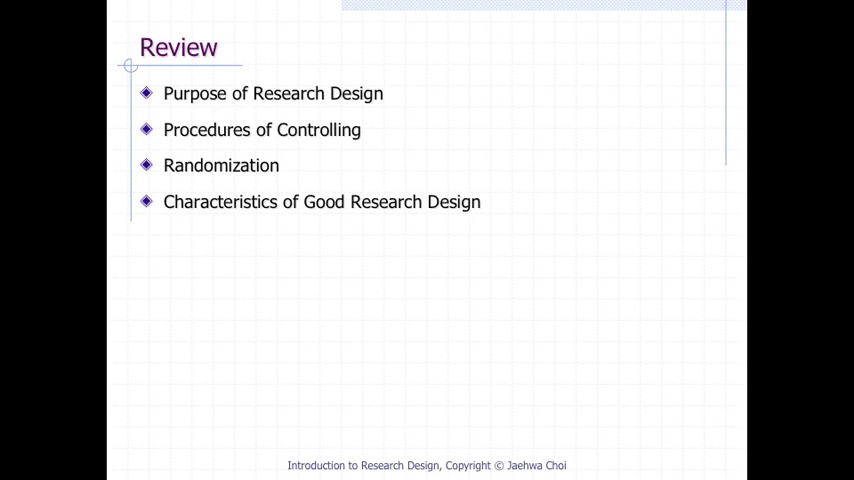 Review
Purpose of Research Design
Procedures of Controlling
Randomization
Characteristics of Good Research Design
Introduction to Research Design, Copyright © Jaehwa Choi